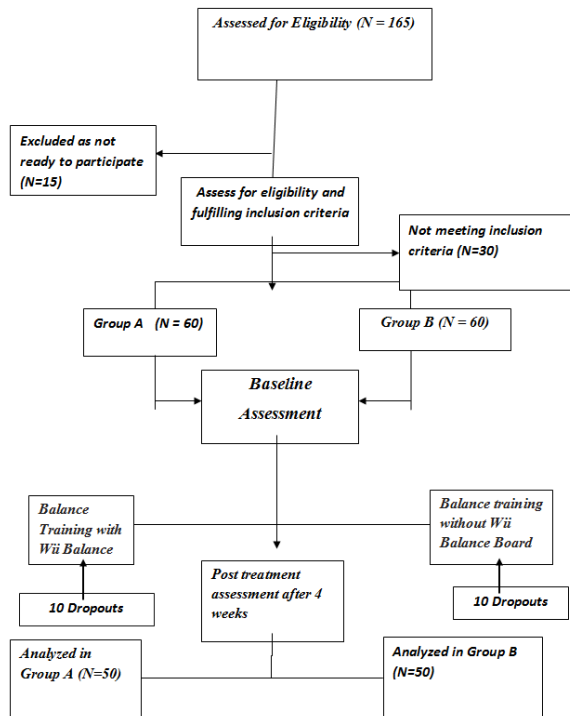 Assessed for Eligibility (N = 165)
Excluded as not
ready to participate
(N=15)
Assess for eligibility and
fulfilling inclusion criteria
Not meeting inclusion
criteria (N=30)
Group A (N = 60)
Group B (N = 60)
Baseline
Assessment
Balance
Training with
Wii Balance
Balance training
without Wii
Balance Board
Post treatment
assessment after 4
weeks
10 Dropouts
10 Dropouts
Analyzed in
Group A (N=50)
Analyzed in Group B
(N=50)